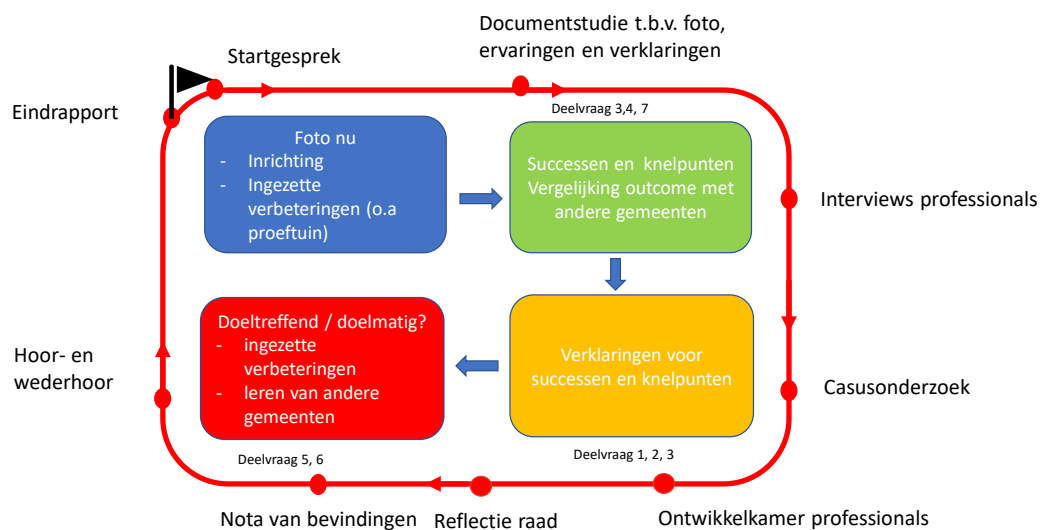 Documentstudie t.b.v. foto,
ervaringen en verklaringen
Startgesprek
Eindrapport
Deelvraag 3,4, 7
Foto nu
- Inrichting
- Ingezette
verbeteringen (o.a
proeftuin)
Successen en knelpunten
Vergelijking outcome met
andere gemeenten
Interviews professionals
Doeltreffend / doelmatig?
- ingezette
verbeteringen
- leren van andere
gemeenten
Verklaringen voor
successen en knelpunten
Hoor- en
wederhoor
Casusonderzoek
Deelvraag 5, 6
Deelvraag 1, 2, 3
Nota van bevindingen
Reflectie raad
Ontwikkelkamer professionals